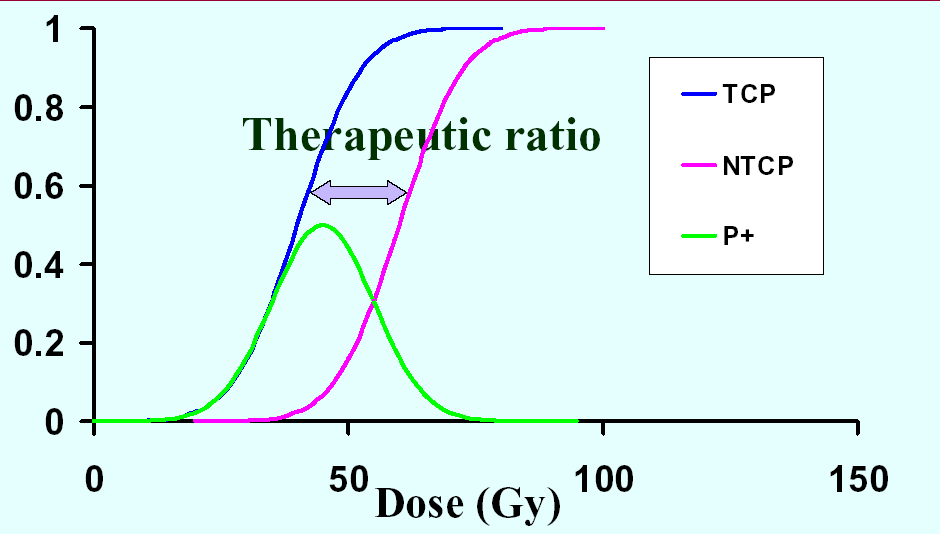 1
0.8
Therapeutic ratio
0.6
0.4
0.2
0
0 50 100 150
Dose (Gy)
TCP
NTCP
P+